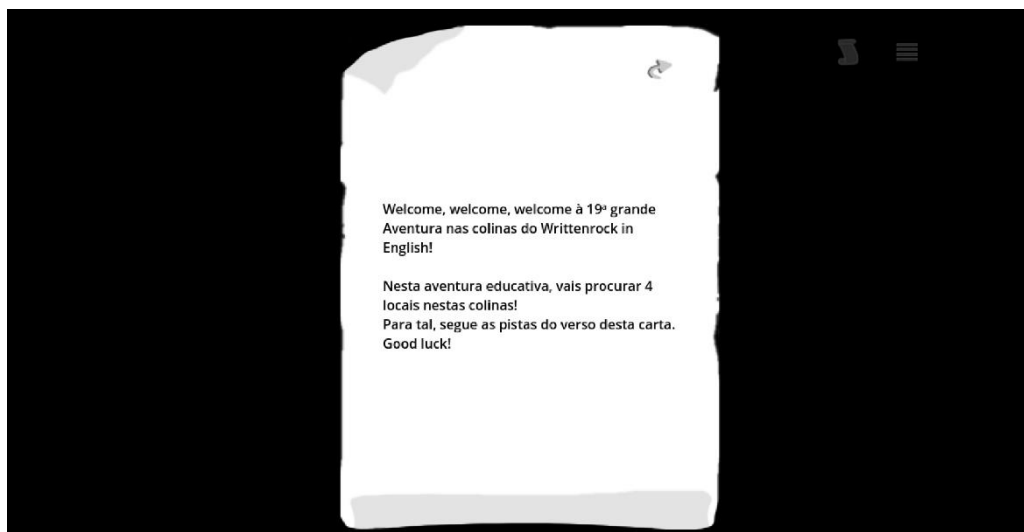 Welcome, welcome, welcome à 19ª grande
Aventura nas colinas do Writtenrock in
English!
Nesta aventura educativa, vais procurar 4
locais nestas colinas!
Para tal, segue as pistas do verso desta carta.
Good luck!